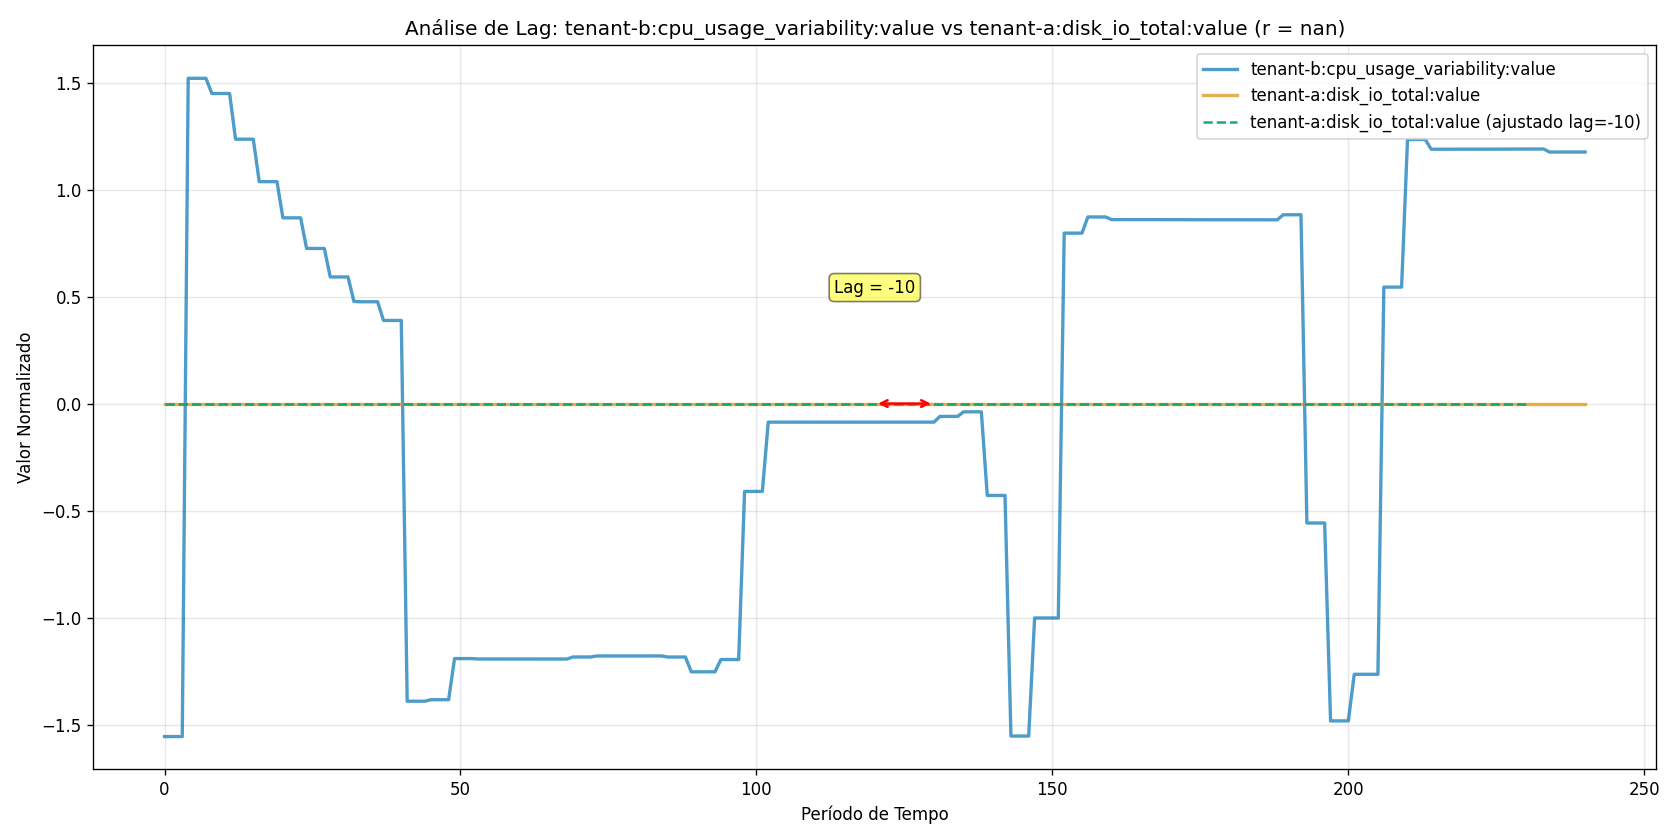 Análise de Lag: tenant-b:cpu_usage_variability:value vs tenant-a:disk_io_total:value (r = nan)
tenant-b:cpu_usage_variability:value
tenant-a:disk_io_total:value
tenant-a:disk_io_total:value (ajustado lag=-10)
Valor Normalizado
1.5
1.0
0.5
0.0
−0.5
−1.0
−1.5
Lag = -10
0
50
100
150
200
250
Período de Tempo